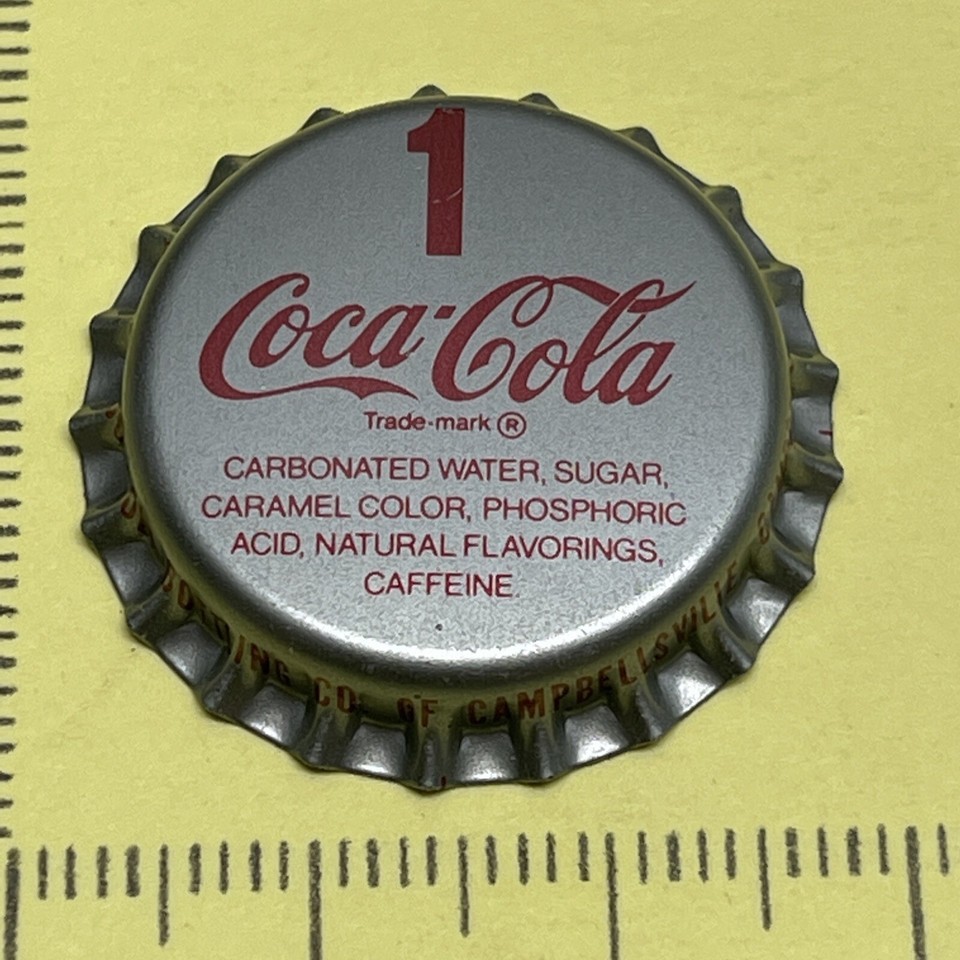 1
Coca-Cola
Trade-mark ®
CARBONATED WATER, SUGAR,
CARAMEL COLOR, PHOSPHORIC
ACID, NATURAL FLAVORINGS,
CAFFEINE.
CO. OF CAMPBELLSVILLE